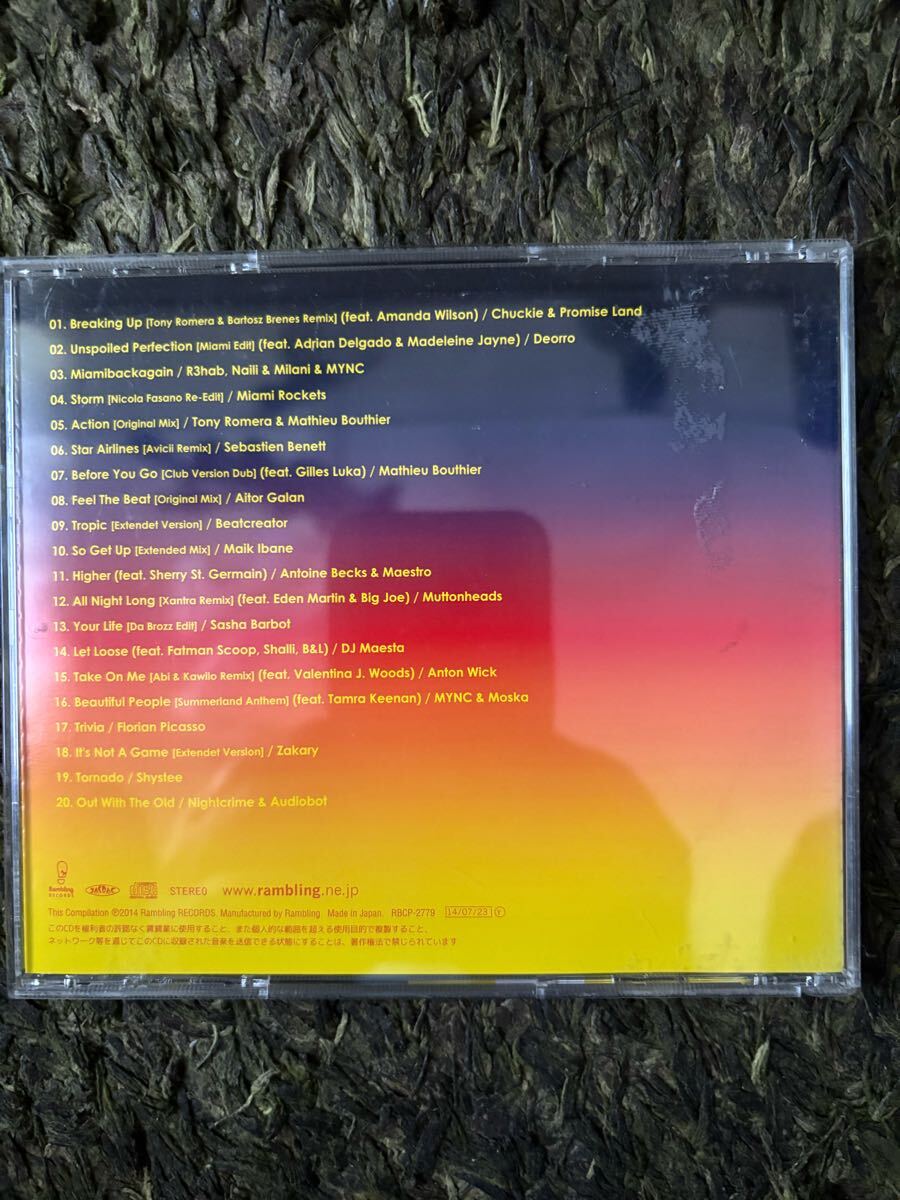 01. Breaking Up [Tony Romera & Bartosz Brenes Remix] (feat. Amanda Wilson) / Chuckie & Promise Land
02. Unspoiled Perfection [Miami Edit] (feat. Adrian Delgado & Madeleine Jayne) / Deorro
03. Miamibackagain / R3hab, Naili & Milani & MYNC
04. Storm [Nicola Fasano Re-Edit] / Miami Rockets
05. Action [Original Mix] / Tony Romera & Mathieu Bouthier
06. Star Airlines [Avicii Remix] / Sebastien Benett
07. Before You Go [Club Version Dub] (feat. Gilles Luka) / Mathieu Bouthier
08. Feel The Beat [Original Mix] / Aitor Galan
09. Tropic [Extendet Version] / Beatcreator
10. So Get Up [Extended Mix] / Maik Ibane
11. Higher (feat. Sherry St. Germain) / Antoine Becks & Maestro
12. All Night Long [Xantra Remix] (feat. Eden Martin & Big Joe) / Muttonheads
13. Your Life [Da Brozz Edit] / Sasha Barbot
14. Let Loose (feat. Fatman Scoop, Shalli, B&L) / DJ Maesta
15. Take On Me [Abi & Kawllo Remix] (feat. Valentina J. Woods) / Anton Wick
16. Beautiful People [Summerland Anthem] (feat. Tamra Keenan) / MYNC & Moska
17. Trivia / Florian Picasso
18. It's Not A Game [Extendet Version] / Zakary
19. Tornado / Shystee
20. Out With The Old / Nightcrime & Audiobot
Rambling RECORDS JASRAC COMPACT disc DIGITAL AUDIO STEREO www.rambling.ne.jp
This Compilation ℗2014 Rambling RECORDS. Manufactured by Rambling Made in Japan. RBCP-2779 14/07/23 Y
このCDを権利者の許諾なく賃貸業に使用すること、また個人的な範囲を超える使用目的で複製すること、
ネットワーク等を通じてこのCDに収録された音楽を送信できる状態にすることは、著作権法で禁じられています